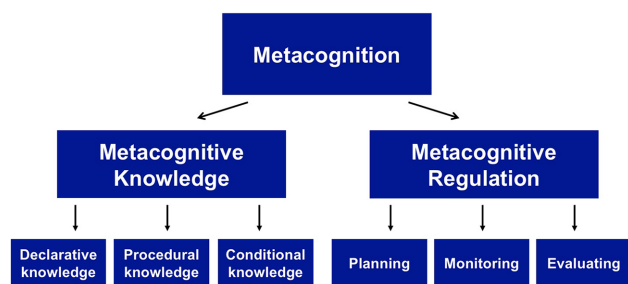 Metacognition
Metacognitive
Knowledge
Metacognitive
Regulation
Declarative
knowledge
Procedural
knowledge
Conditional
knowledge
Planning
Monitoring
Evaluating